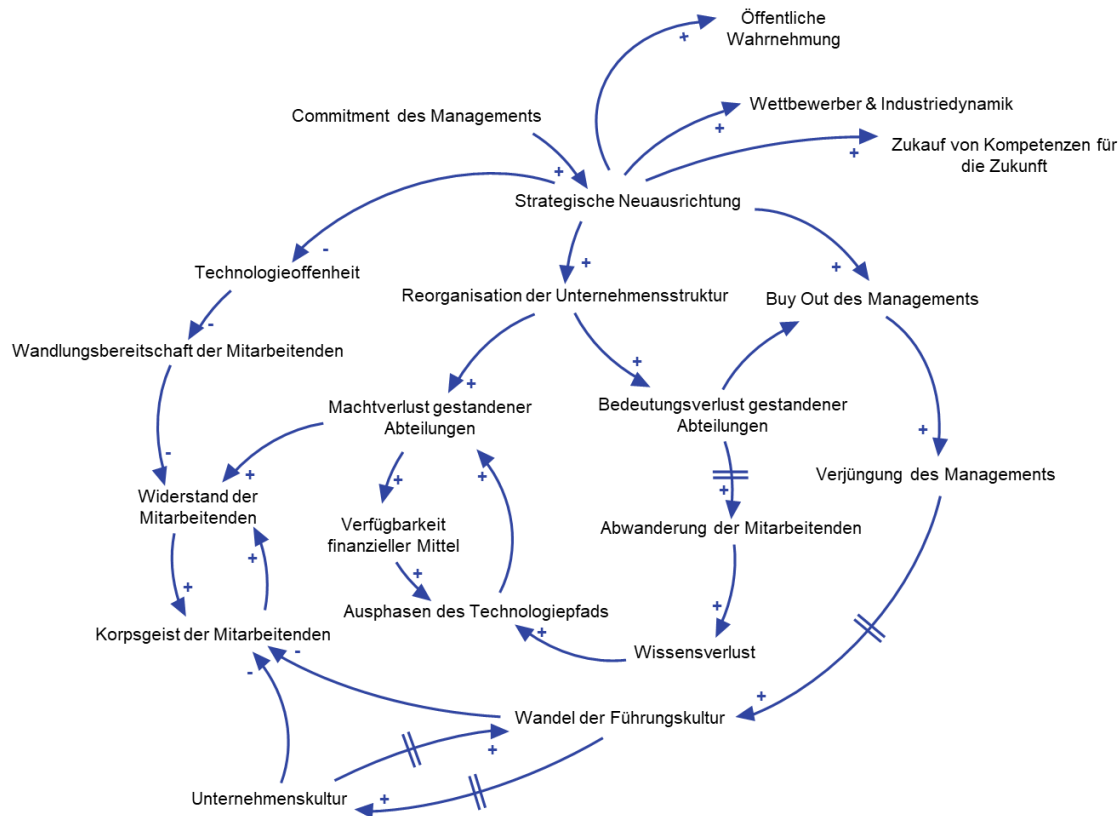 Öffentliche
Wahrnehmung
+
Commitment des Managements
Wettbewerber & Industriedynamik
+
Zukauf von Kompetenzen für
die Zukunft
+
+
Strategische Neuausrichtung
-
Technologieoffenheit
+
+
Reorganisation der Unternehmensstruktur
Buy Out des Managements
-
Wandlungsbereitschaft der Mitarbeitenden
+
+
Machtverlust gestandener
Abteilungen
Bedeutungsverlust gestandener
Abteilungen
+
-
+
+
+
+
Verjüngung des Managements
Widerstand der
Mitarbeitenden
Verfügbarkeit
finanzieller Mittel
Abwanderung der Mitarbeitenden
+
+
+
+
Ausphasen des Technologiepfads
+
Korpsgeist der Mitarbeitenden
-
-
Wissensverlust
+
Wandel der Führungskultur
+
Unternehmenskultur
+